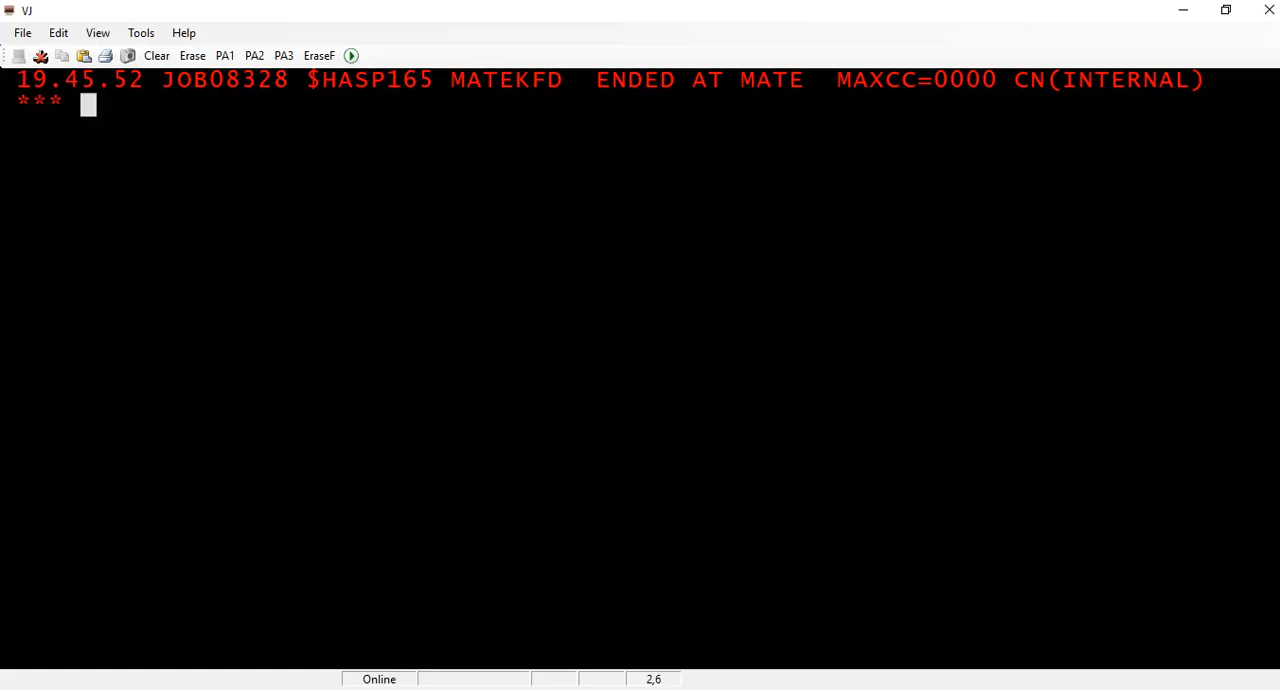 VJ
File Edit View Tools Help
Clear Erase PA1 PA2 PA3 EraseF
19.45.52 JOB08328 $HASP165 MATEKFD  ENDED AT MATE  MAXCC=0000 CN(INTERNAL)
***
Online 2,6